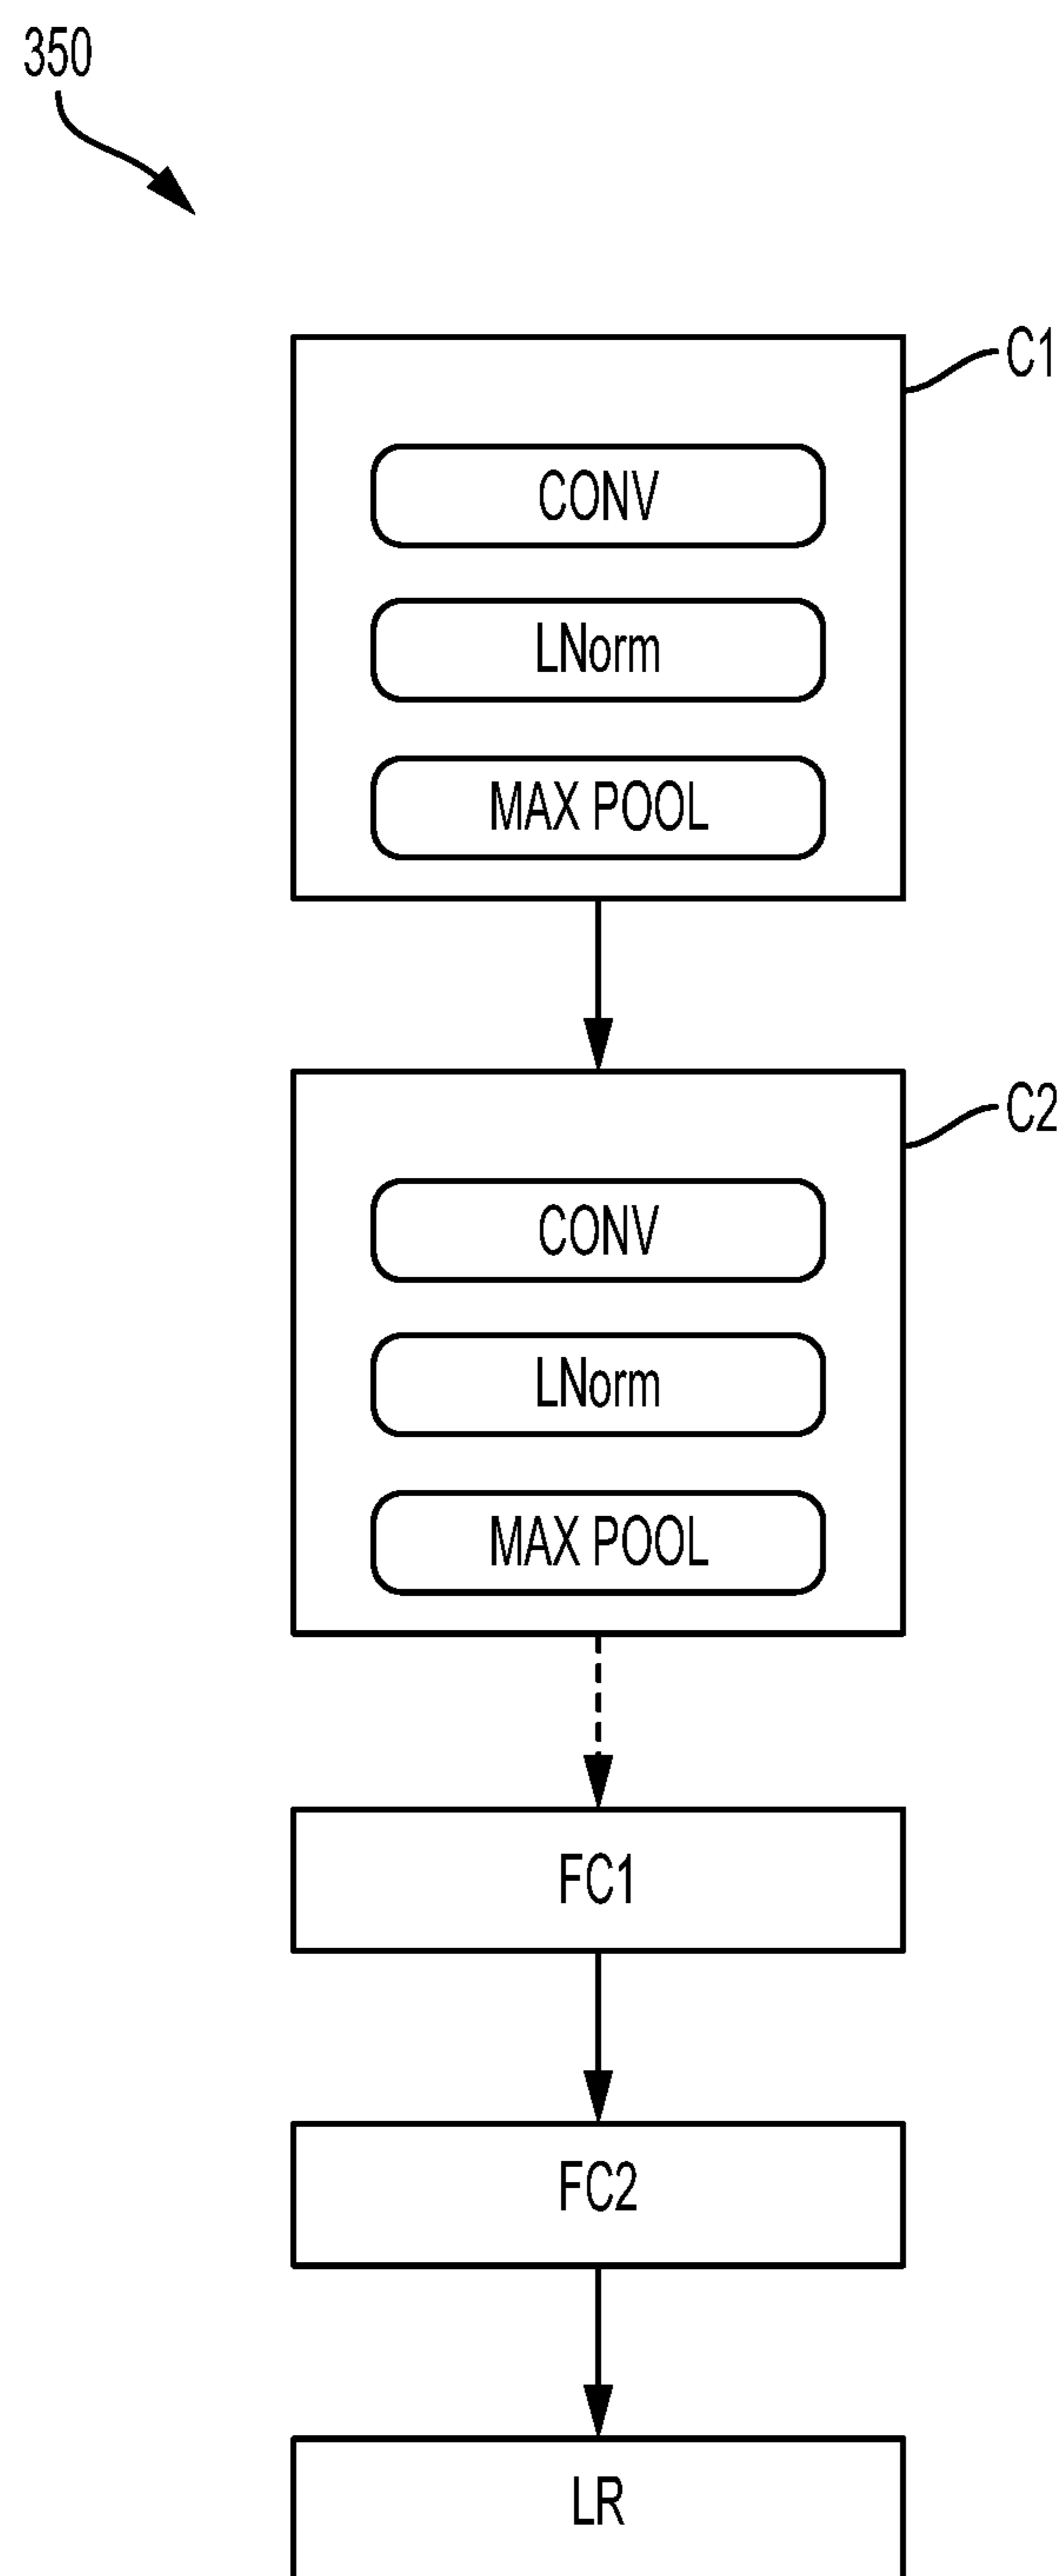 350
C1
CONV
LNorm
MAX POOL
C2
CONV
LNorm
MAX POOL
FC1
FC2
LR